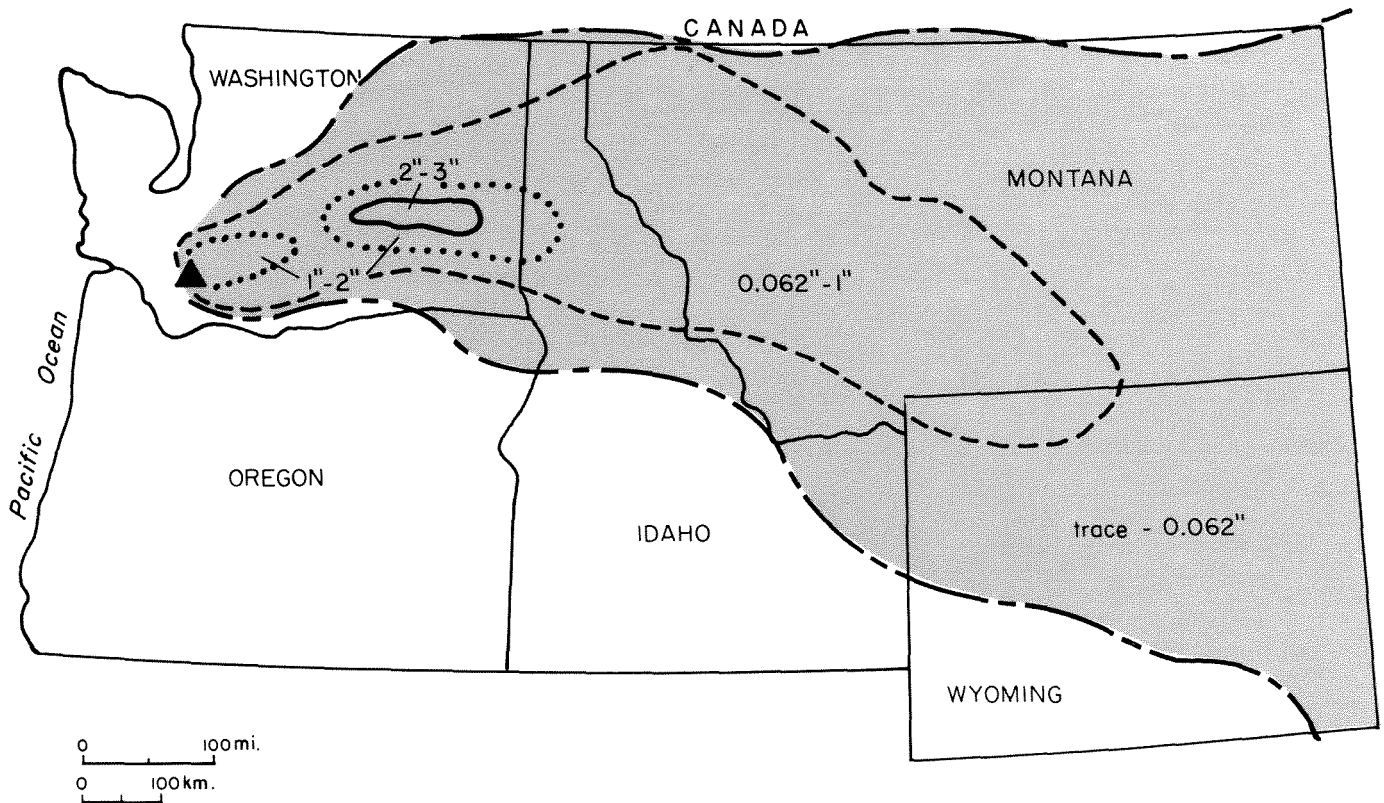 CANADA
WASHINGTON
2"-3"
MONTANA
1"-2"
0.062"-1"
Pacific Ocean
OREGON
IDAHO
trace - 0.062"
WYOMING
0 100 mi.
0 100 km.